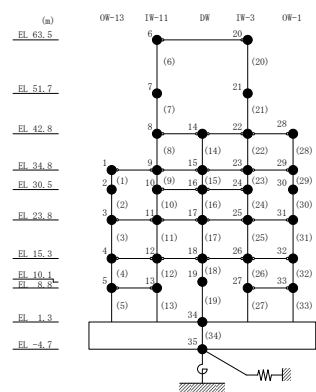 (m) OW-13 IW-11 DW IW-3 OW-1
EL 63.5 6 20
(6) (20)
EL 51.7 7 21
(7) (21)
EL 42.8 8 14 22 28
(8) (14) (22) (28)
EL 34.8 1 9 15 23 29
(1) (9) (15) (23) (29)
EL 30.5 2 10 16 24 30
(2) (10) (16) (24) (30)
EL 23.8 3 11 17 25 31
(3) (11) (17) (25) (31)
EL 15.3 4 12 18 26 32
(4) (12) (18) (26) (32)
EL 10.1 19
EL 8.8 5 13 27 33
(5) (13) (19) (27) (33)
EL 1.3 34
(34)
EL -4.7 35